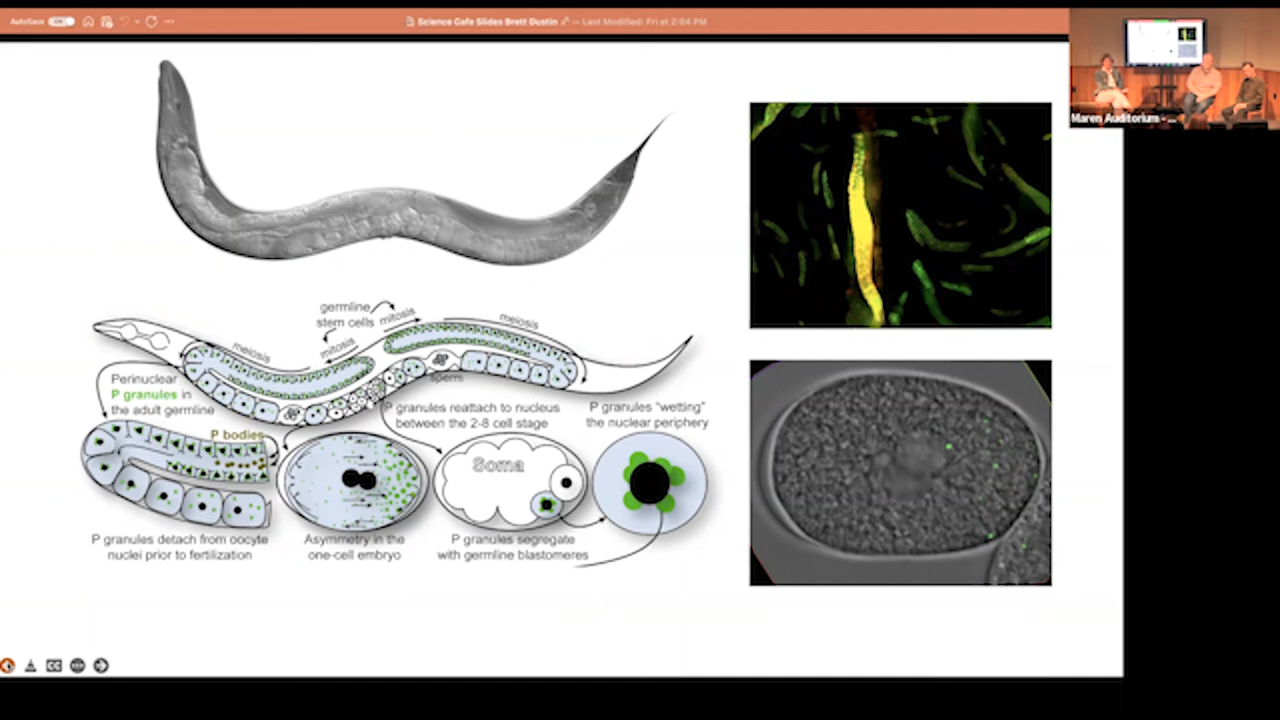 AutoSave
Science Cafe Slides Brett Dustin — Last Modified: Fri at 2:04 PM
Maren Auditorium - ...
germline
stem cells
mitosis
meiosis
meiosis
mitosis
sperm
Perinuclear
P granules in
the adult germline
P granules reattach to nucleus
between the 2-8 cell stage
P granules "wetting"
the nuclear periphery
P bodies
Soma
P granules detach from oocyte
nuclei prior to fertilization
Asymmetry in the
one-cell embryo
P granules segregate
with germline blastomeres
CC